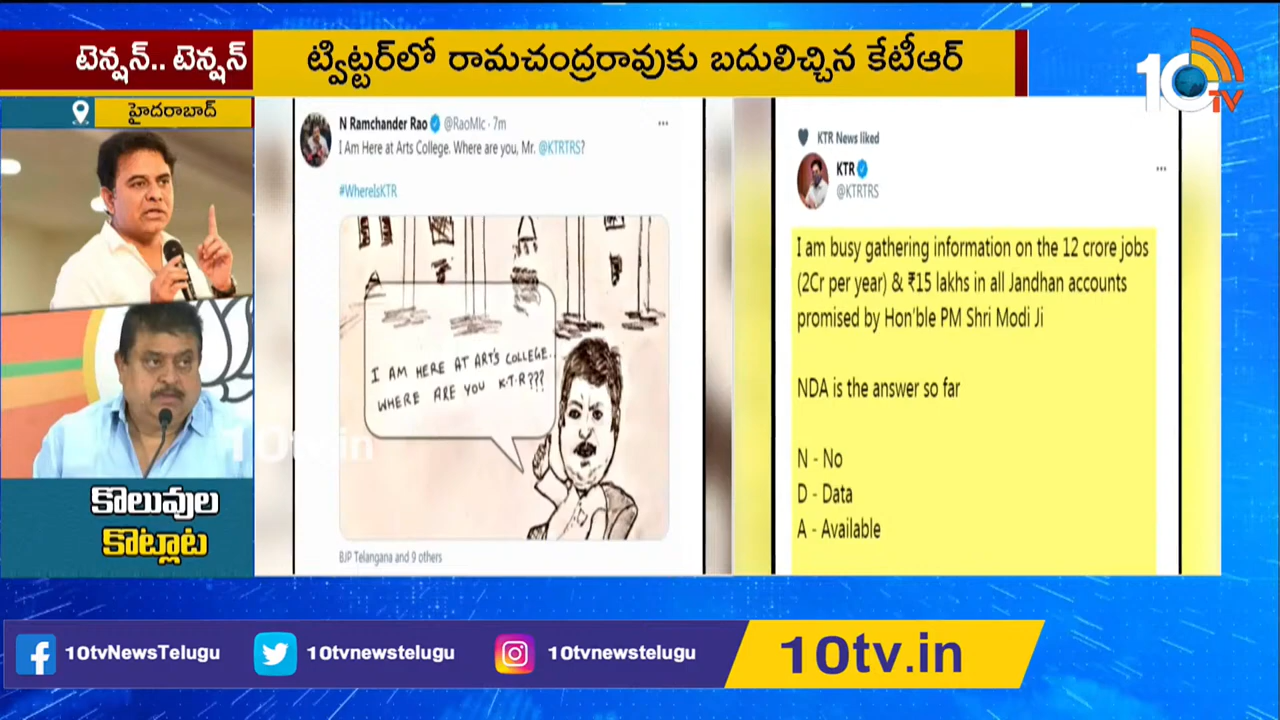 టెన్షన్.. టెన్షన్
ట్విట్టర్‌లో రామచంద్రరావుకు బదులిచ్చిన కేటీఆర్
10TV
హైదరాబాద్
N Ramchander Rao @RaoMlc · 7m
I Am Here at Arts College. Where are you, Mr. @KTRTRS?
#WhereIsKTR
I AM HERE AT ART'S COLLEGE..
WHERE ARE YOU K.T.R???
BJP Telangana and 9 others
KTR News liked
KTR
@KTRTRS
I am busy gathering information on the 12 crore jobs
(2Cr per year) & ₹15 lakhs in all Jandhan accounts
promised by Hon'ble PM Shri Modi Ji
NDA is the answer so far
N - No
D - Data
A - Available
10tv.in
కొలువుల
కొట్లాట
10tvNewsTelugu
10tvnewstelugu
10tvnewstelugu
10tv.in